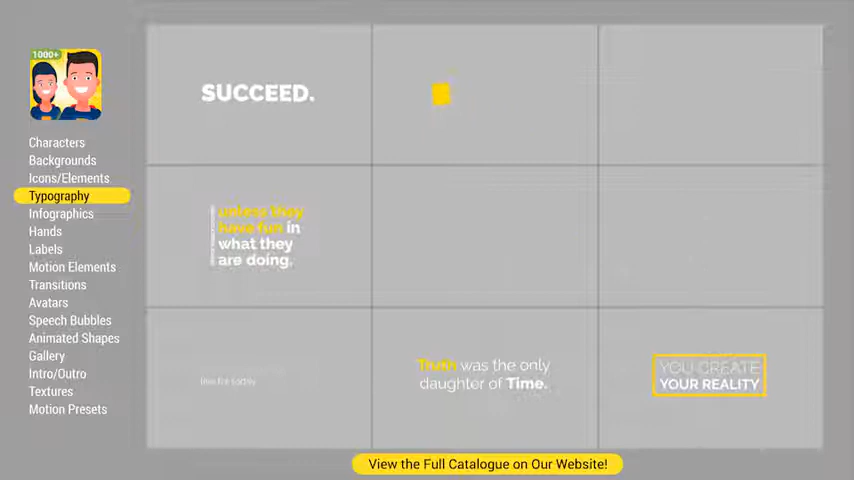 1000+
Characters
Backgrounds
Icons/Elements
Typography
Infographics
Hands
Labels
Motion Elements
Transitions
Avatars
Speech Bubbles
Animated Shapes
Gallery
Intro/Outro
Textures
Motion Presets
SUCCEED.
unless they
have fun in
what they
are doing.
Truth was the only
daughter of Time.
YOU CREATE
YOUR REALITY
View the Full Catalogue on Our Website!